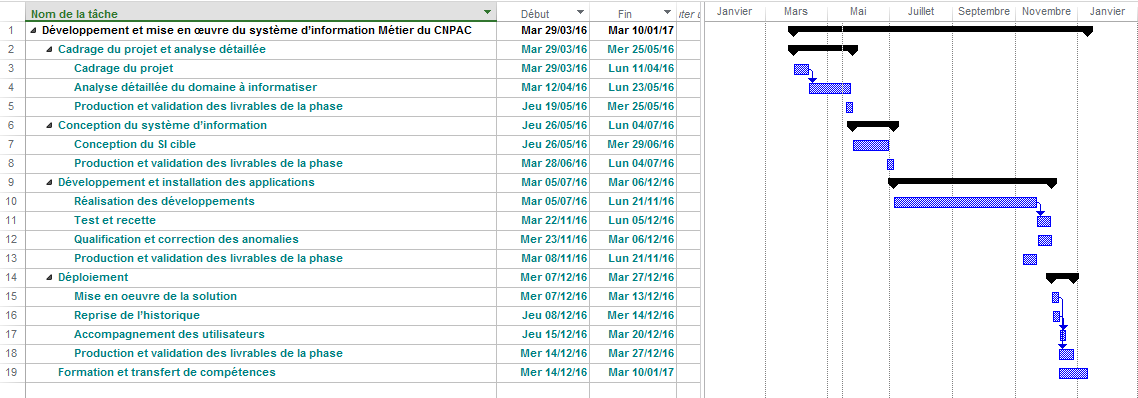 Nom de la tâche Début Fin uter u Janvier Mars Mai Juillet Septembre Novembre Janvier
1 Développement et mise en œuvre du système d'information Métier du CNPAC Mar 29/03/16 Mar 10/01/17
2 Cadrage du projet et analyse détaillée Mar 29/03/16 Mer 25/05/16
3 Cadrage du projet Mar 29/03/16 Lun 11/04/16
4 Analyse détaillée du domaine à informatiser Mar 12/04/16 Lun 23/05/16
5 Production et validation des livrables de la phase Jeu 19/05/16 Mer 25/05/16
6 Conception du système d'information Jeu 26/05/16 Lun 04/07/16
7 Conception du SI cible Jeu 26/05/16 Mer 29/06/16
8 Production et validation des livrables de la phase Mar 28/06/16 Lun 04/07/16
9 Développement et installation des applications Mar 05/07/16 Mar 06/12/16
10 Réalisation des développements Mar 05/07/16 Lun 21/11/16
11 Test et recette Mar 22/11/16 Lun 05/12/16
12 Qualification et correction des anomalies Mer 23/11/16 Mar 06/12/16
13 Production et validation des livrables de la phase Mar 08/11/16 Lun 21/11/16
14 Déploiement Mer 07/12/16 Mar 27/12/16
15 Mise en oeuvre de la solution Mer 07/12/16 Mar 13/12/16
16 Reprise de l'historique Jeu 08/12/16 Mer 14/12/16
17 Accompagnement des utilisateurs Jeu 15/12/16 Mar 20/12/16
18 Production et validation des livrables de la phase Mer 14/12/16 Mar 27/12/16
19 Formation et transfert de compétences Mer 14/12/16 Mar 10/01/17